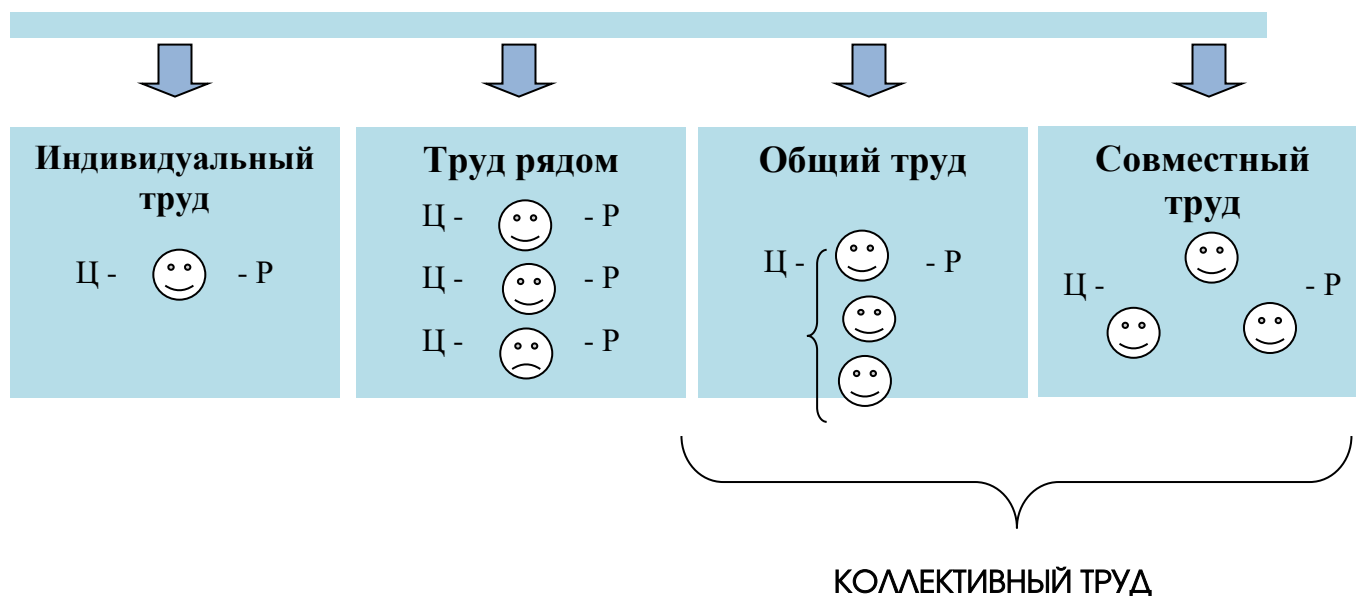 Индивидуальный
труд
Ц - - Р
Труд рядом
Ц - - Р
Ц - - Р
Ц - - Р
Общий труд
Ц - - Р
Совместный
труд
Ц - - Р
КОЛЛЕКТИВНЫЙ ТРУД